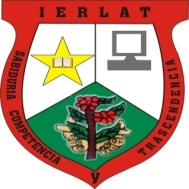 IERLAT
SABIDURIA COMPETENCIA
Y
TRASCENDENCIA